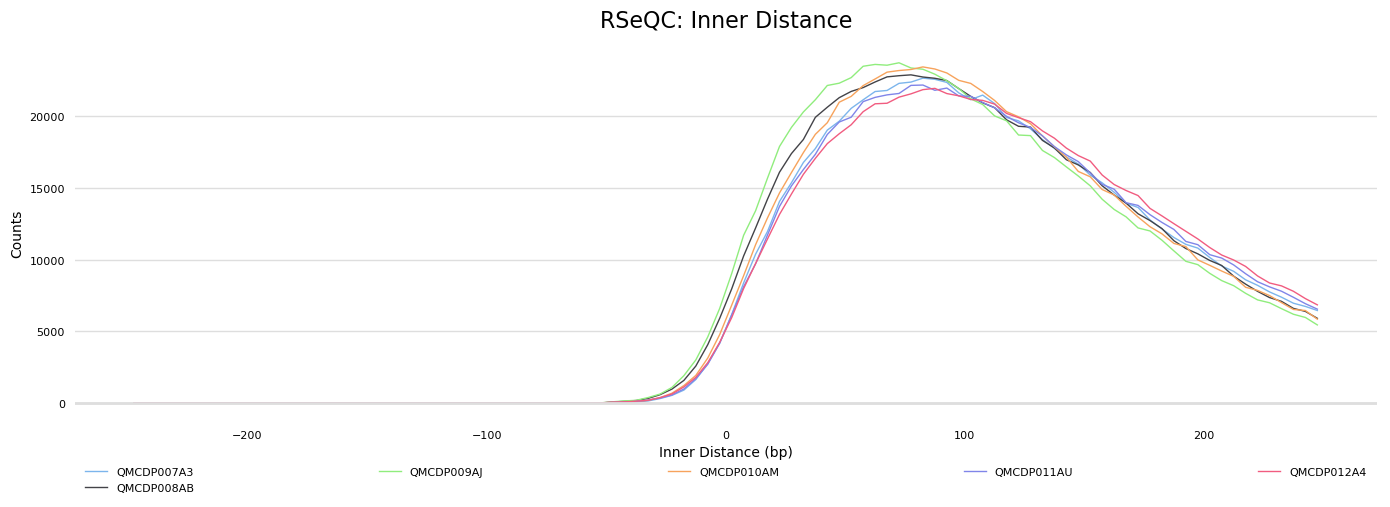 RSeQC: Inner Distance
Counts
20000
15000
10000
5000
0
−200 −100 0 100 200
Inner Distance (bp)
QMCDP007A3 QMCDP009AJ QMCDP010AM QMCDP011AU QMCDP012A4
QMCDP008AB